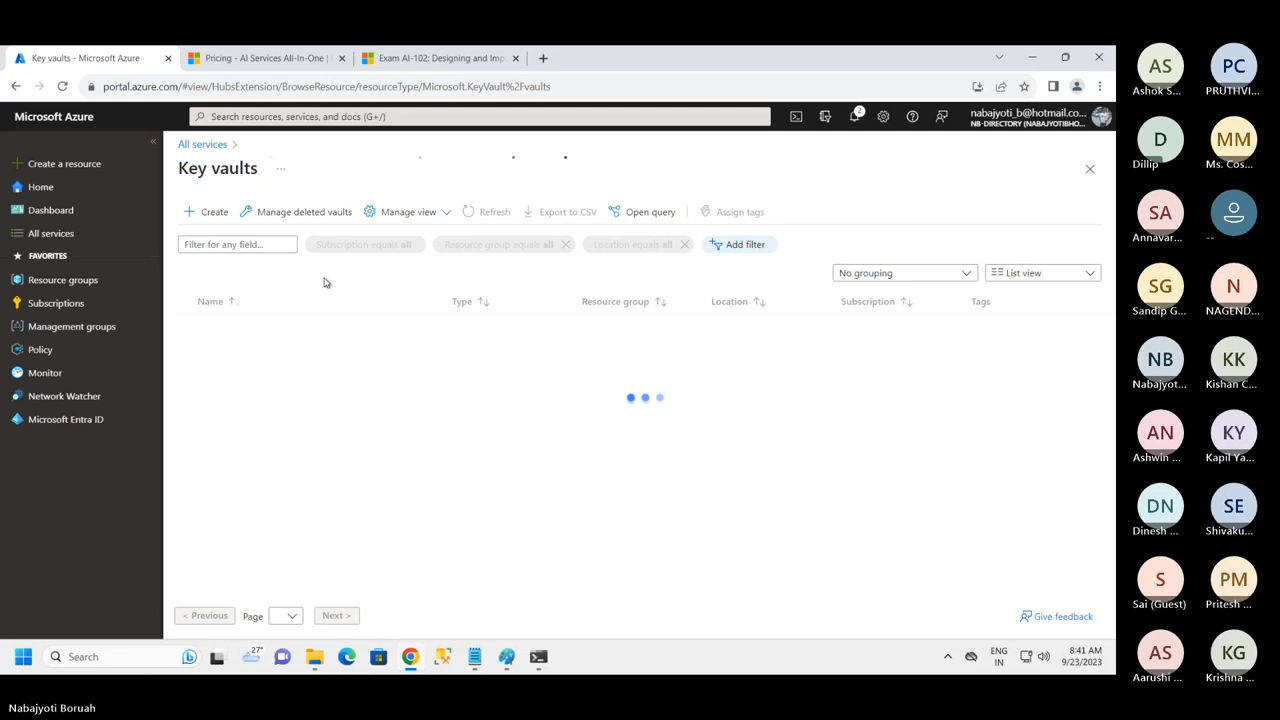 Key vaults - Microsoft Azure
Pricing - AI Services All-In-One |
Exam AI-102: Designing and Imp
portal.azure.com/#view/HubsExtension/BrowseResource/resourceType/Microsoft.KeyVault%2Fvaults
Microsoft Azure
Search resources, services, and docs (G+/)
2
nabajyoti_b@hotmail.co...
NB-DIRECTORY (NABAJYOTIBHO...
All services >
Key vaults ...
Create a resource
Home
Dashboard
All services
FAVORITES
Resource groups
Subscriptions
Management groups
Policy
Monitor
Network Watcher
Microsoft Entra ID
Create
Manage deleted vaults
Manage view
Refresh
Export to CSV
Open query
Assign tags
Filter for any field...
Subscription equals all
Resource group equals all
Location equals all
Add filter
No grouping
List view
Name
Type
Resource group
Location
Subscription
Tags
< Previous
Page
Next >
Give feedback
Search
27°
ENG
IN
8:41 AM
9/23/2023
AS
Ashok S...
PC
PRUTHVI...
D
Dillip
MM
Ms. Cos...
SA
Annavar...
--
SG
Sandip G...
N
NAGEND...
NB
Nabajyot...
KK
Kishan C...
AN
Ashwin ...
KY
Kapil Ya...
DN
Dinesh ...
SE
Shivaku...
S
Sai (Guest)
PM
Pritesh ...
AS
Aarushi ...
KG
Krishna ...
Nabajyoti Boruah